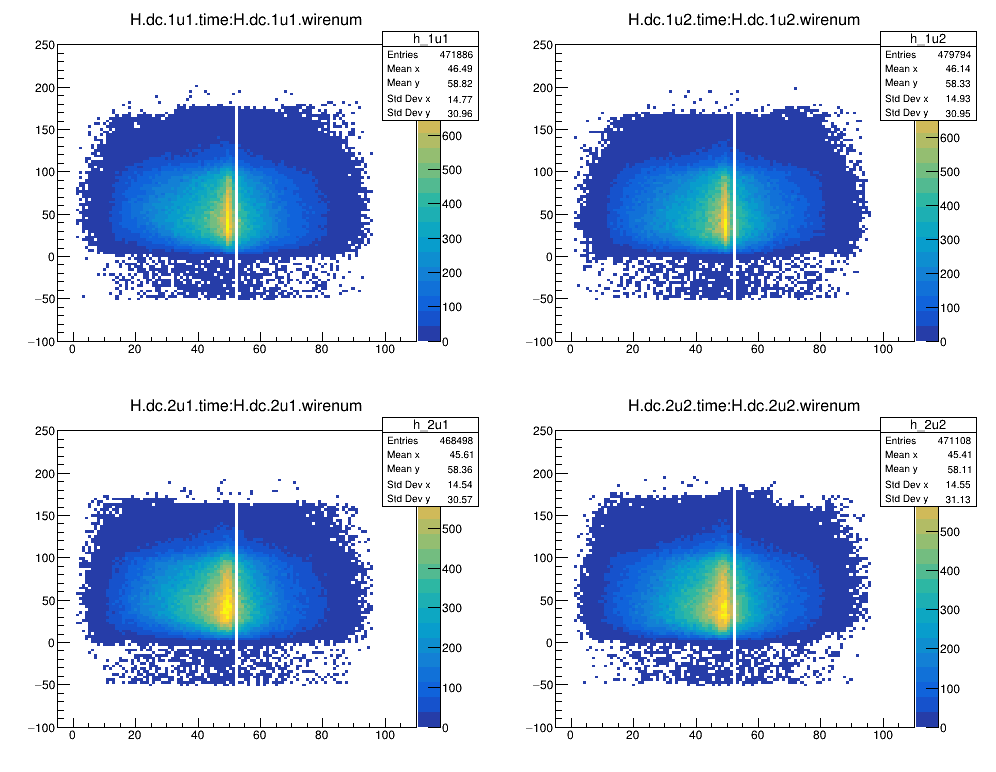 H.dc.1u1.time:H.dc.1u1.wirenum
h_1u1
Entries 471886
Mean x 46.49
Mean y 58.82
Std Dev x 14.77
Std Dev y 30.96
250
200
150
100
50
0
−50
−100
0 20 40 60 80 100
600
500
400
300
200
100
0
H.dc.1u2.time:H.dc.1u2.wirenum
h_1u2
Entries 479794
Mean x 46.14
Mean y 58.33
Std Dev x 14.93
Std Dev y 30.95
250
200
150
100
50
0
−50
−100
0 20 40 60 80 100
600
500
400
300
200
100
0
H.dc.2u1.time:H.dc.2u1.wirenum
h_2u1
Entries 468498
Mean x 45.61
Mean y 58.36
Std Dev x 14.54
Std Dev y 30.57
250
200
150
100
50
0
−50
−100
0 20 40 60 80 100
500
400
300
200
100
0
H.dc.2u2.time:H.dc.2u2.wirenum
h_2u2
Entries 471108
Mean x 45.41
Mean y 58.11
Std Dev x 14.55
Std Dev y 31.13
250
200
150
100
50
0
−50
−100
0 20 40 60 80 100
500
400
300
200
100
0